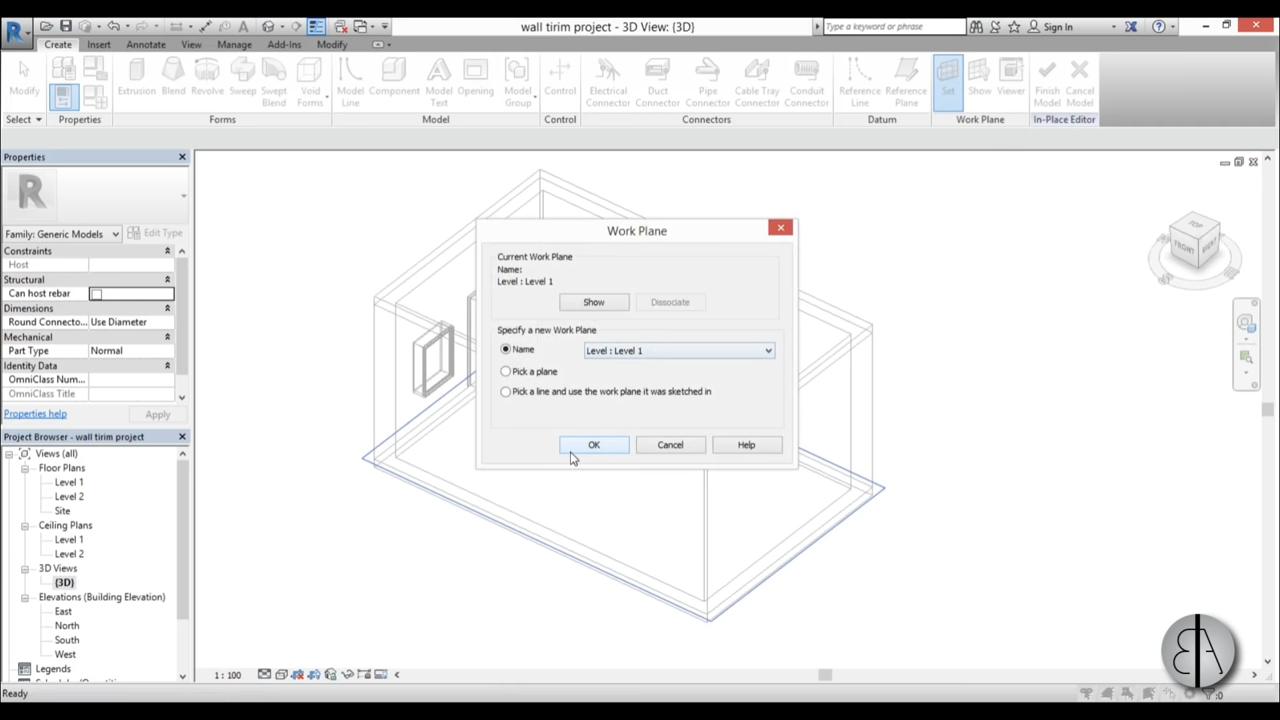 wall tirim project - 3D View: {3D}
Type a keyword or phrase
Sign In
Create Insert Annotate View Manage Add-Ins Modify
Modify
Extrusion Blend Revolve Sweep Swept Blend Void Forms
Model Line Component Model Text Opening Model Group
Control
Electrical Connector Duct Connector Pipe Connector Cable Tray Connector Conduit Connector
Reference Line Reference Plane
Set Show Viewer
Finish Model Cancel Model
Select Properties Forms Model Control Connectors Datum Work Plane In-Place Editor
Properties
R
Family: Generic Models Edit Type
Constraints
Host
Structural
Can host rebar
Dimensions
Round Connecto... Use Diameter
Mechanical
Part Type Normal
Identity Data
OmniClass Num...
OmniClass Title
Properties help Apply
Project Browser - wall tirim project
Views (all)
Floor Plans
Level 1
Level 2
Site
Ceiling Plans
Level 1
Level 2
3D Views
{3D}
Elevations (Building Elevation)
East
North
South
West
Legends
Work Plane
Current Work Plane
Name:
Level : Level 1
Show Dissociate
Specify a new Work Plane
Name Level : Level 1
Pick a plane
Pick a line and use the work plane it was sketched in
OK Cancel Help
TOP
FRONT RIGHT
1 : 100
Ready
:0